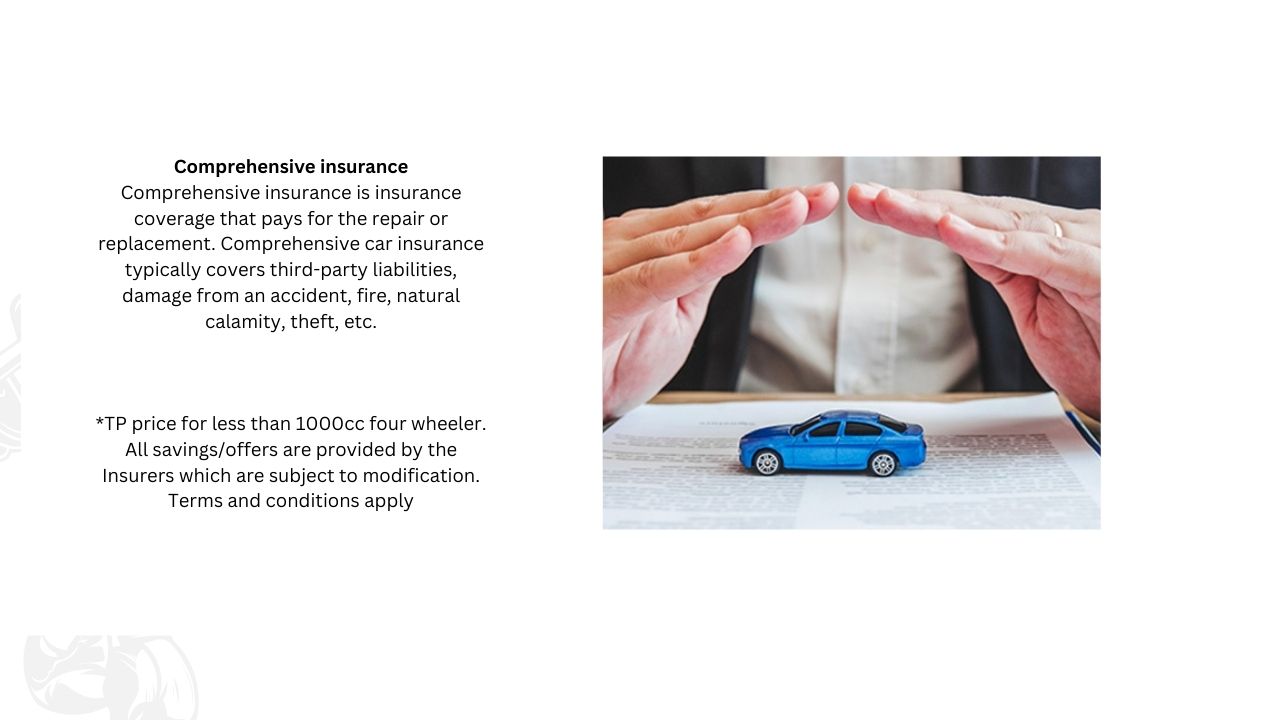 Comprehensive insurance
Comprehensive insurance is insurance
coverage that pays for the repair or
replacement. Comprehensive car insurance
typically covers third-party liabilities,
damage from an accident, fire, natural
calamity, theft, etc.
*TP price for less than 1000cc four wheeler.
All savings/offers are provided by the
Insurers which are subject to modification.
Terms and conditions apply